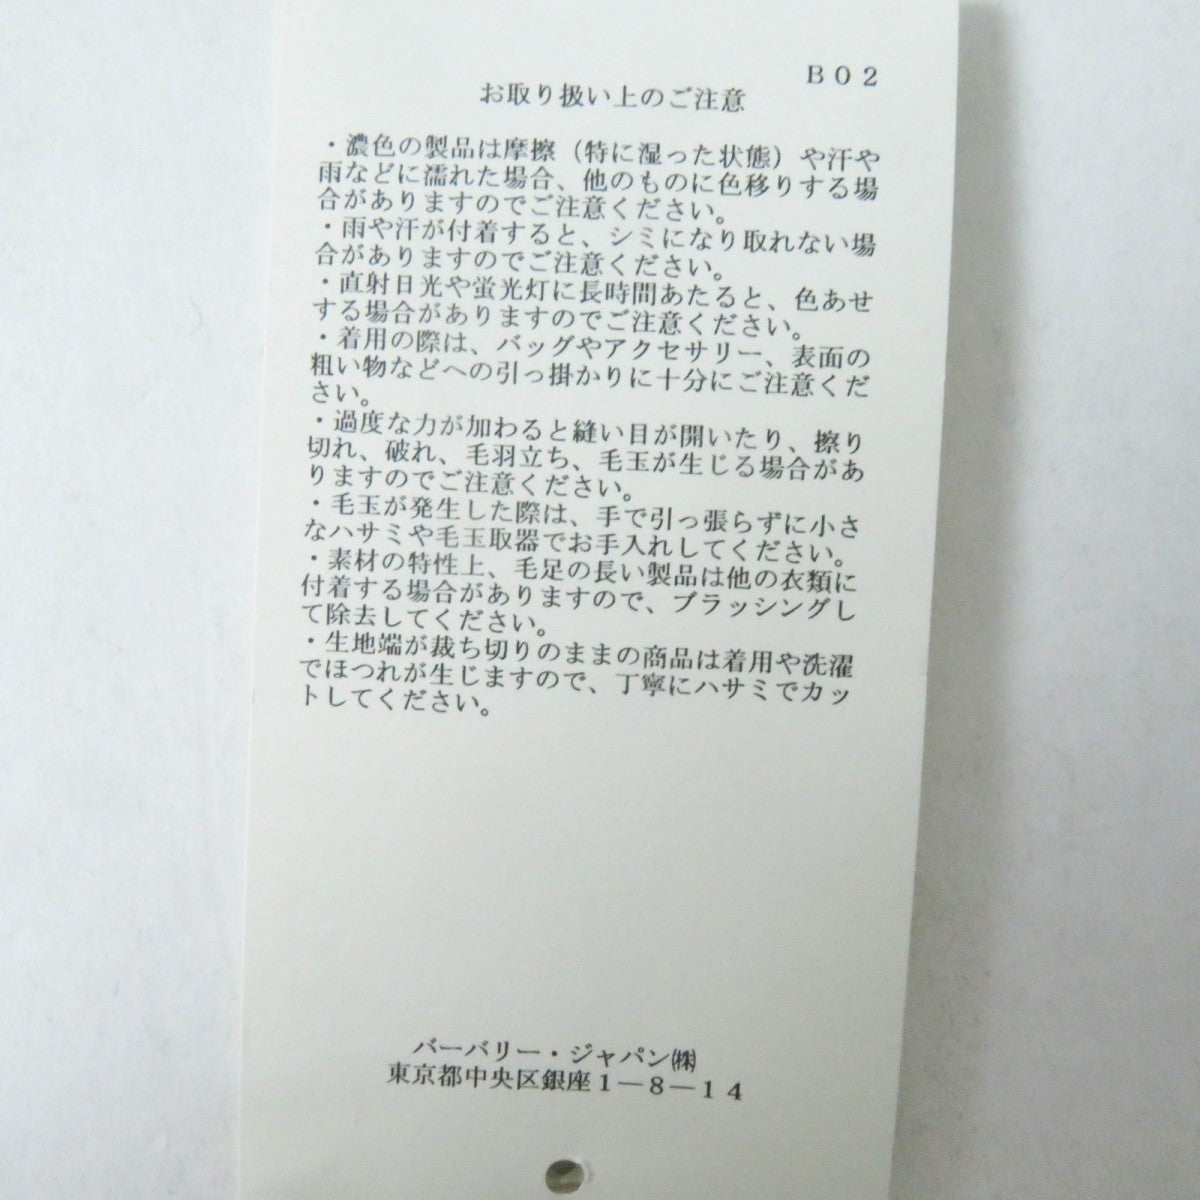 B02
お取り扱い上のご注意
・濃色の製品は摩擦（特に湿った状態）や汗や
雨などに濡れた場合、他のものに色移りする場
合がありますのでご注意ください。
・雨や汗が付着すると、シミになり取れない場
合がありますのでご注意ください。
・直射日光や蛍光灯に長時間あたると、色あせ
する場合がありますのでご注意ください。
・着用の際は、バッグやアクセサリー、表面の
粗い物などへの引っ掛かりに十分にご注意くだ
さい。
・過度な力が加わると縫い目が開いたり、擦り
切れ、破れ、毛羽立ち、毛玉が生じる場合があ
りますのでご注意ください。
・毛玉が発生した際は、手で引っ張らずに小さ
なハサミや毛玉取器でお手入れしてください。
・素材の特性上、毛足の長い製品は他の衣類に
付着する場合がありますので、ブラッシングし
て除去してください。
・生地端が裁ち切りのままの商品は着用や洗濯
でほつれが生じますので、丁寧にハサミでカッ
トしてください。
バーバリー・ジャパン㈱
東京都中央区銀座1－8－14